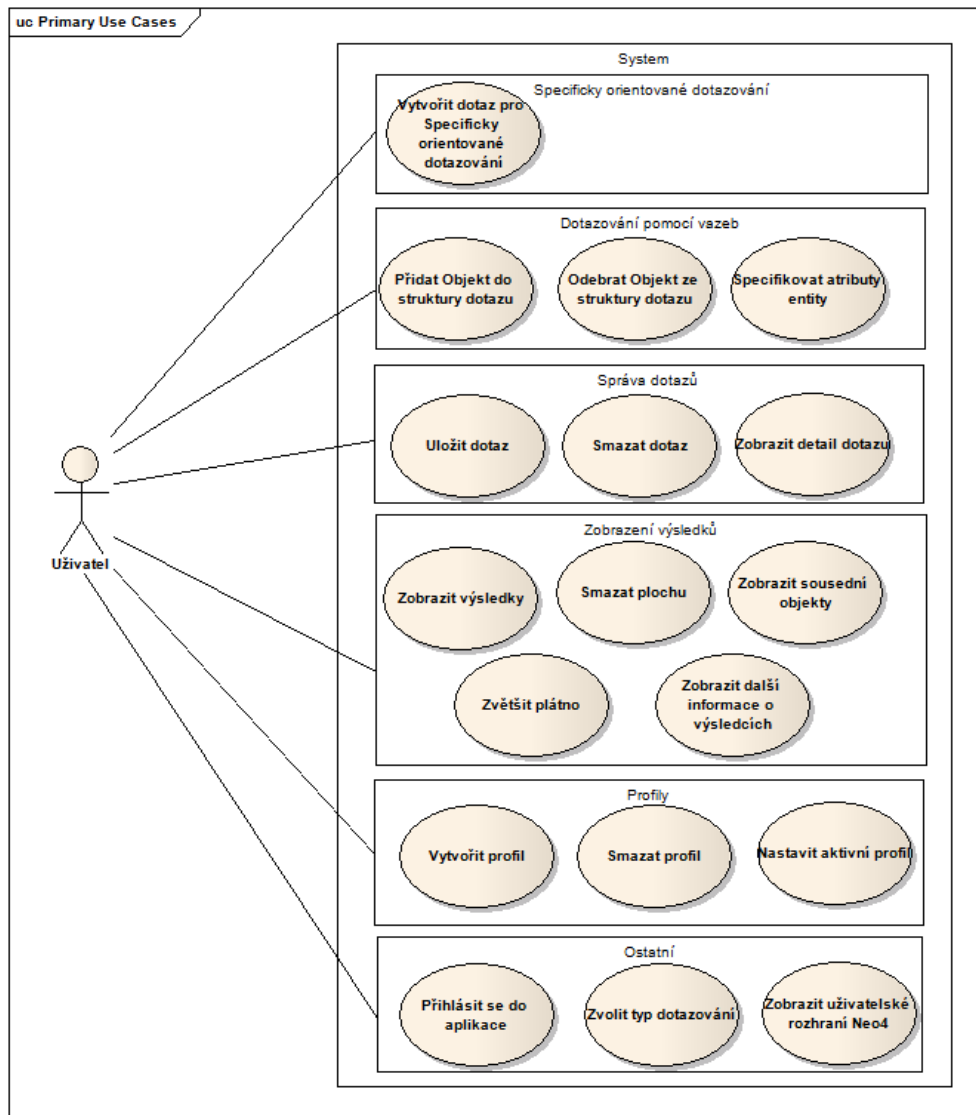 uc Primary Use Cases
System
Specificky orientované dotazování
Vytvořit dotaz pro
Specificky
orientované
dotazování
Dotazování pomocí vazeb
Přidat Objekt do
struktury dotazu
Odebrat Objekt ze
struktury dotazu
Specifikovat atributy
entity
Správa dotazů
Uložit dotaz
Smazat dotaz
Zobrazit detail dotazu
Uživatel
Zobrazení výsledků
Zobrazit výsledky
Smazat plochu
Zobrazit sousední
objekty
Zvětšit plátno
Zobrazit další
informace o
výsledcích
Profily
Vytvořit profil
Smazat profil
Nastavit aktivní profil
Ostatní
Přihlásit se do
aplikace
Zvolit typ dotazování
Zobrazit uživatelské
rozhraní Neo4